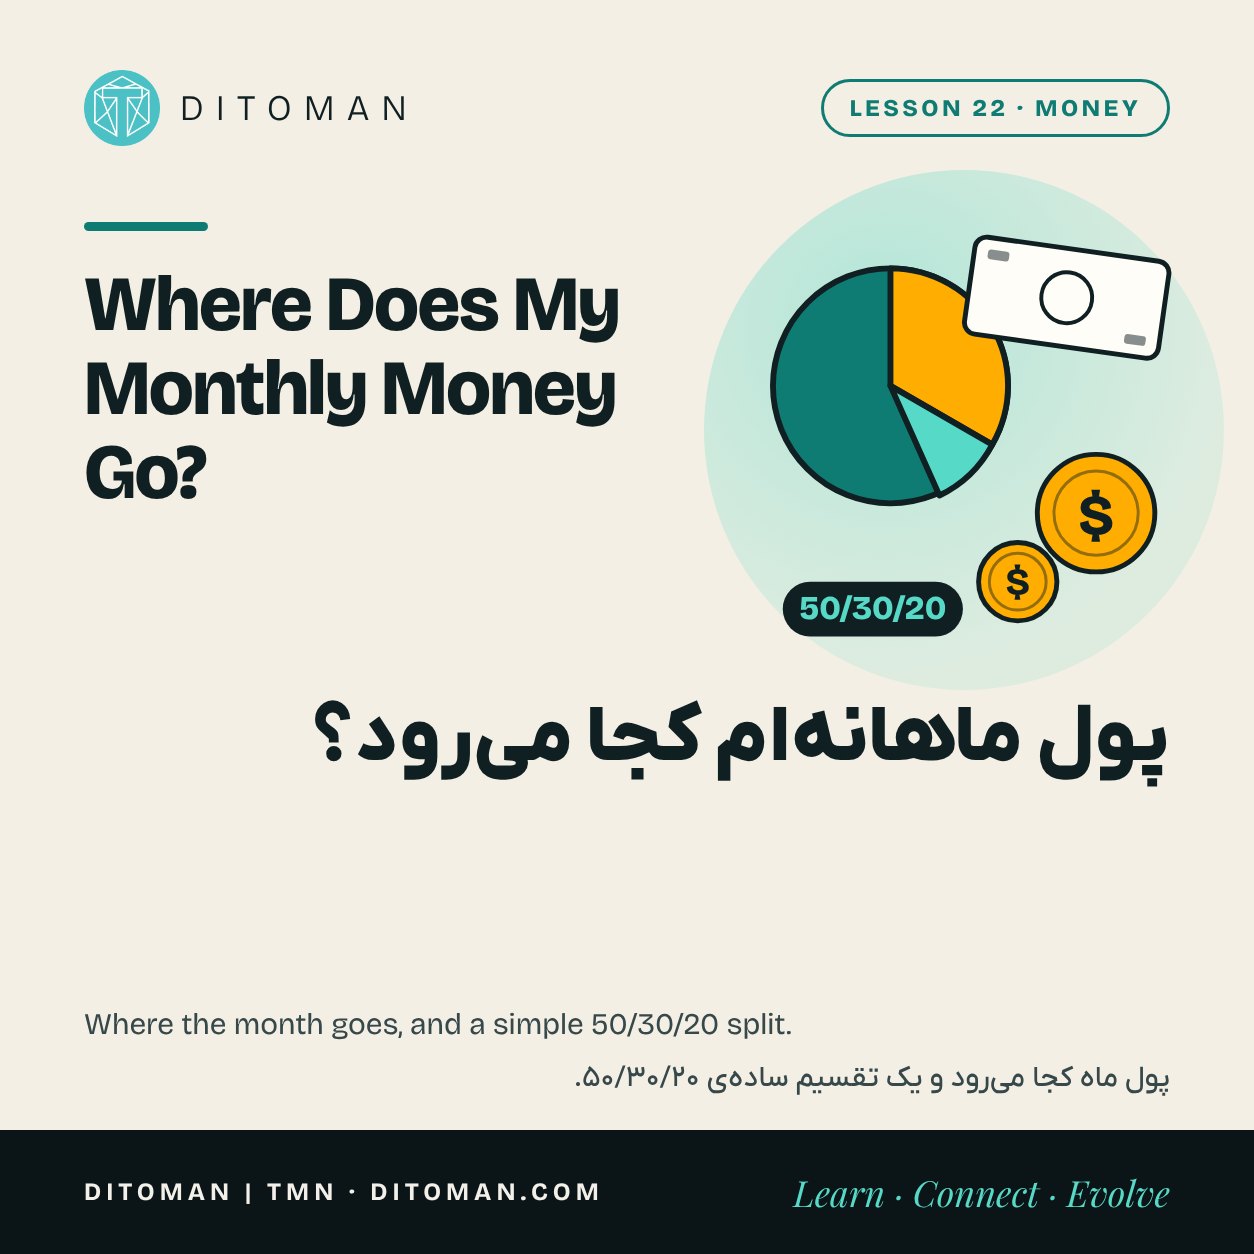 DITOMAN
LESSON 22 · MONEY
Where Does My
Monthly Money
Go?
$
$
50/30/20
پول ماهانه‌ام کجا می‌رود؟
Where the month goes, and a simple 50/30/20 split.
پول ماه کجا می‌رود و یک تقسیم ساده‌ی ۵۰/۳۰/۲۰.
DITOMAN | TMN · DITOMAN.COM
Learn · Connect · Evolve